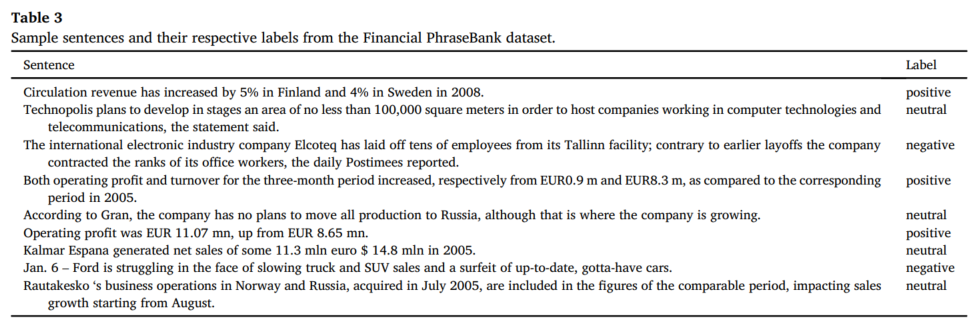 Table 3
Sample sentences and their respective labels from the Financial PhraseBank dataset.
Sentence Label
Circulation revenue has increased by 5% in Finland and 4% in Sweden in 2008. positive
Technopolis plans to develop in stages an area of no less than 100,000 square meters in order to host companies working in computer technologies and neutral
telecommunications, the statement said.
The international electronic industry company Elcoteq has laid off tens of employees from its Tallinn facility; contrary to earlier layoffs the company negative
contracted the ranks of its office workers, the daily Postimees reported.
Both operating profit and turnover for the three-month period increased, respectively from EUR0.9 m and EUR8.3 m, as compared to the corresponding positive
period in 2005.
According to Gran, the company has no plans to move all production to Russia, although that is where the company is growing. neutral
Operating profit was EUR 11.07 mn, up from EUR 8.65 mn. positive
Kalmar Espana generated net sales of some 11.3 mln euro $ 14.8 mln in 2005. neutral
Jan. 6 – Ford is struggling in the face of slowing truck and SUV sales and a surfeit of up-to-date, gotta-have cars. negative
Rautakesko ‘s business operations in Norway and Russia, acquired in July 2005, are included in the figures of the comparable period, impacting sales neutral
growth starting from August.